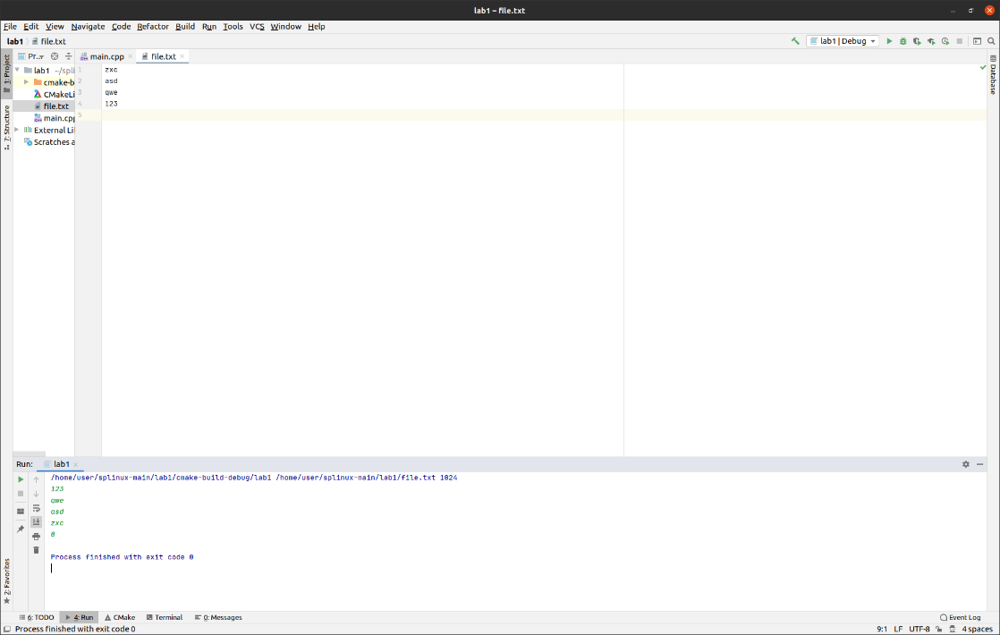 lab1 – file.txt
File Edit View Navigate Code Refactor Build Run Tools VCS Window Help
lab1 file.txt
lab1 | Debug
1: Project
Pr..
main.cpp
file.txt
lab1 ~/spli
cmake-b
CMakeLi
file.txt
main.cpp
External Li
Scratches a
7: Structure
2: Favorites
Database
1 zxc
2 asd
3 qwe
4 123
5
Run: lab1
/home/user/splinux-main/lab1/cmake-build-debug/lab1 /home/user/splinux-main/lab1/file.txt 1024
123
qwe
asd
zxc
0
Process finished with exit code 0
6: TODO 4: Run CMake Terminal 0: Messages Event Log
Process finished with exit code 0 9:1 LF UTF-8 4 spaces